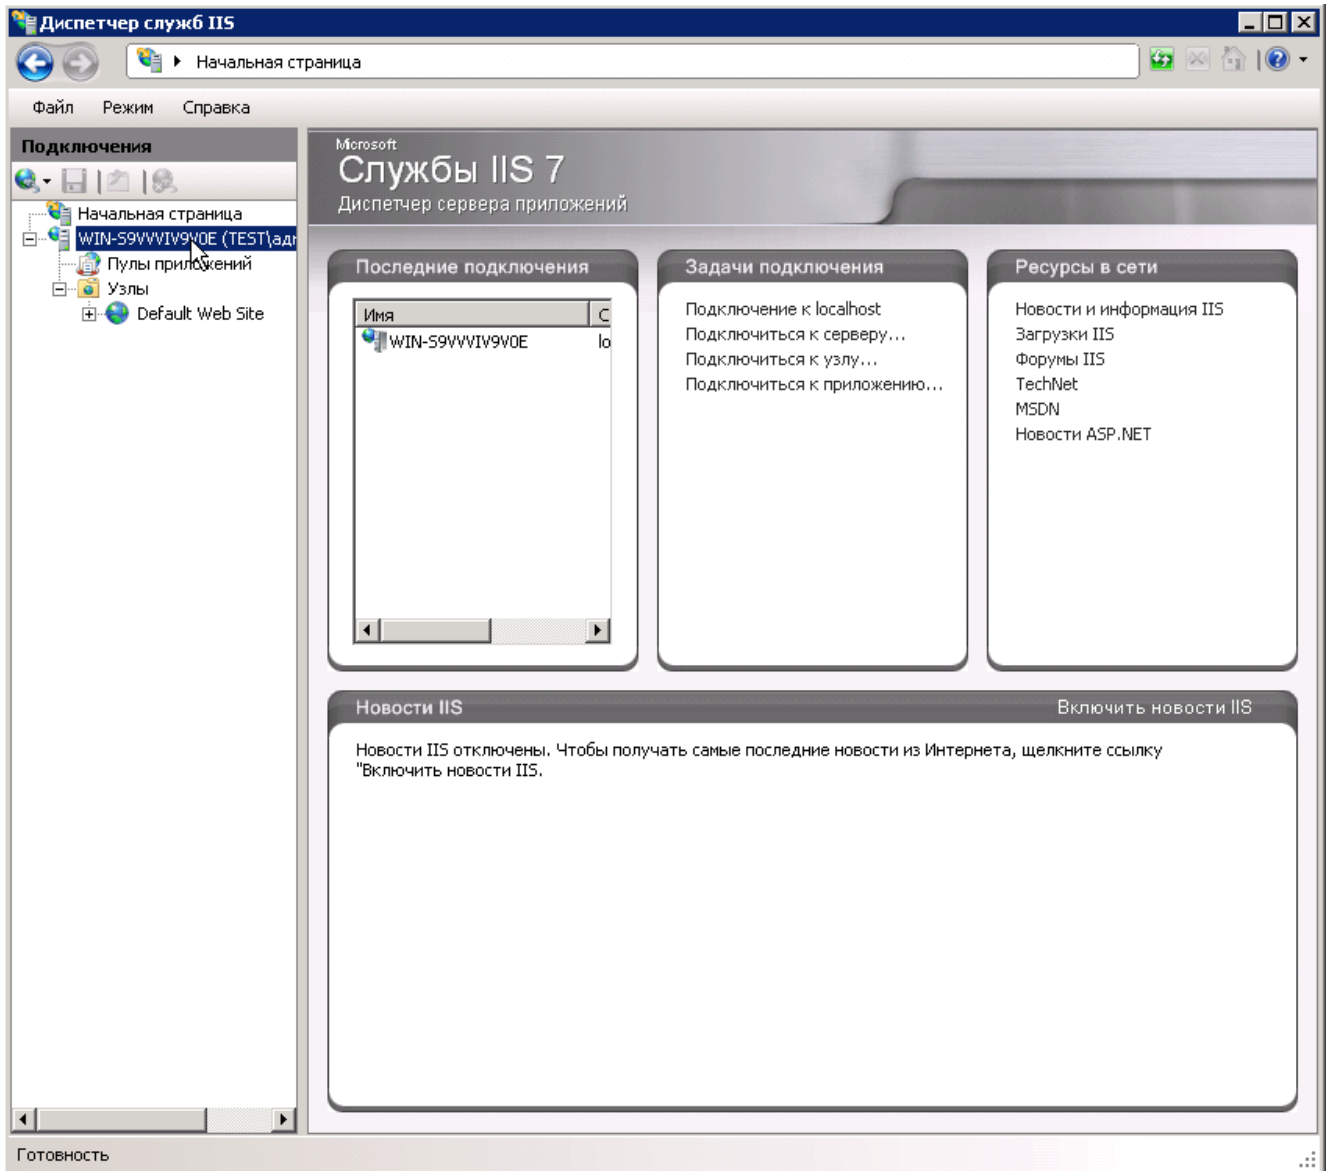 Диспетчер служб IIS
Начальная страница
Файл Режим Справка
Подключения
Начальная страница
WIN-S9VVVIV9V0E (TEST\адм
Пулы приложений
Узлы
Default Web Site
Microsoft
Службы IIS 7
Диспетчер сервера приложений
Последние подключения
Имя С
WIN-S9VVVIV9V0E lo
Задачи подключения
Подключение к localhost
Подключиться к серверу...
Подключиться к узлу...
Подключиться к приложению...
Ресурсы в сети
Новости и информация IIS
Загрузки IIS
Форумы IIS
TechNet
MSDN
Новости ASP.NET
Новости IIS
Включить новости IIS
Новости IIS отключены. Чтобы получать самые последние новости из Интернета, щелкните ссылку
"Включить новости IIS.
Готовность